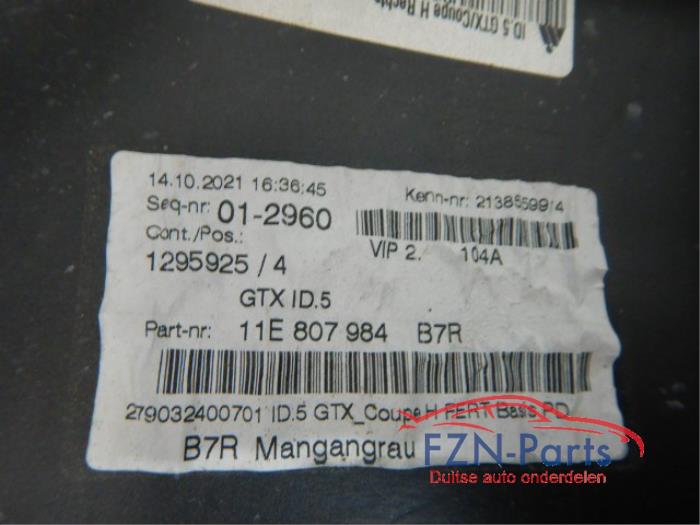 ID.5 GTX/Coupe H Rechts
14.10.2021 16:36:45
Kenn-nr: 2138659914
Seq-nr: 01-2960
Cont./Pos.:
VIP 2. 104A
1295925 / 4
GTX ID.5
Part-nr: 11E 807 984 B7R
279032400701 ID.5 GTX_Coupe H FERT Basis PD
B7R Mangangrau
FZN-Parts
Duitse auto onderdelen